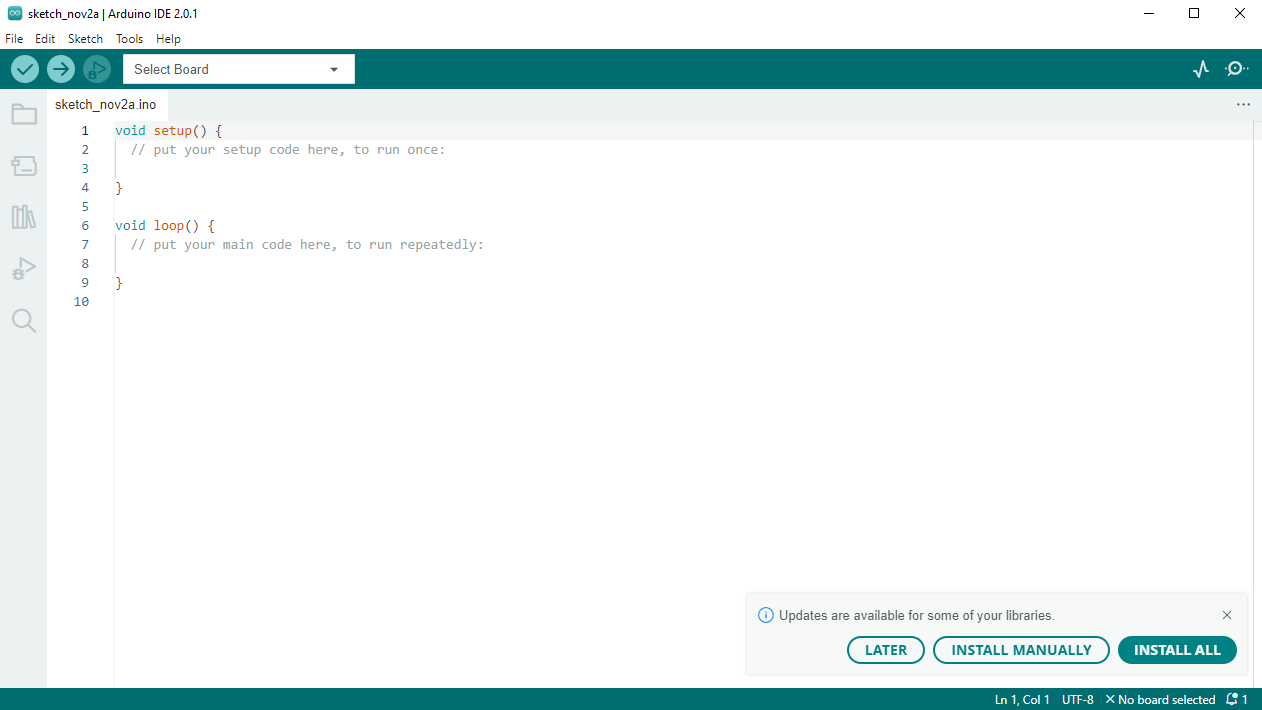 sketch_nov2a | Arduino IDE 2.0.1
File Edit Sketch Tools Help
Select Board
sketch_nov2a.ino
1 void setup() {
2 // put your setup code here, to run once:
3
4 }
5
6 void loop() {
7 // put your main code here, to run repeatedly:
8
9 }
10
Updates are available for some of your libraries.
LATER INSTALL MANUALLY INSTALL ALL
Ln 1, Col 1 UTF-8 No board selected 1